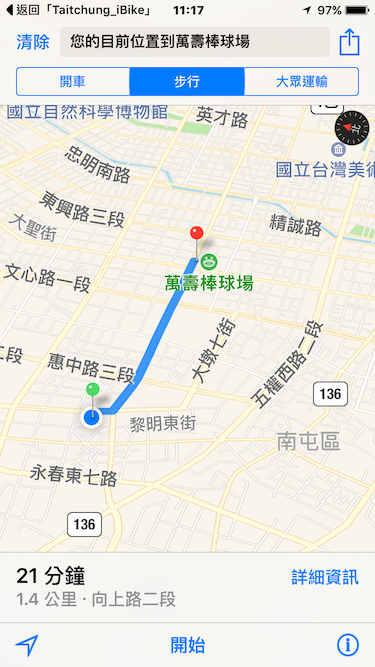 返回「Taitchung_iBike」
11:17
97%
清除
您的目前位置到萬壽棒球場
開車
步行
大眾運輸
國立自然科學博物館
英才路
北
忠明南路
國立台灣美術
東興路三段
精誠路
大聖街
文心路一段
萬壽棒球場
大墩七街
惠中路三段
五權西路二段
136
黎明東街
南屯區
永春東七路
136
21 分鐘
詳細資訊
1.4 公里 · 向上路二段
開始